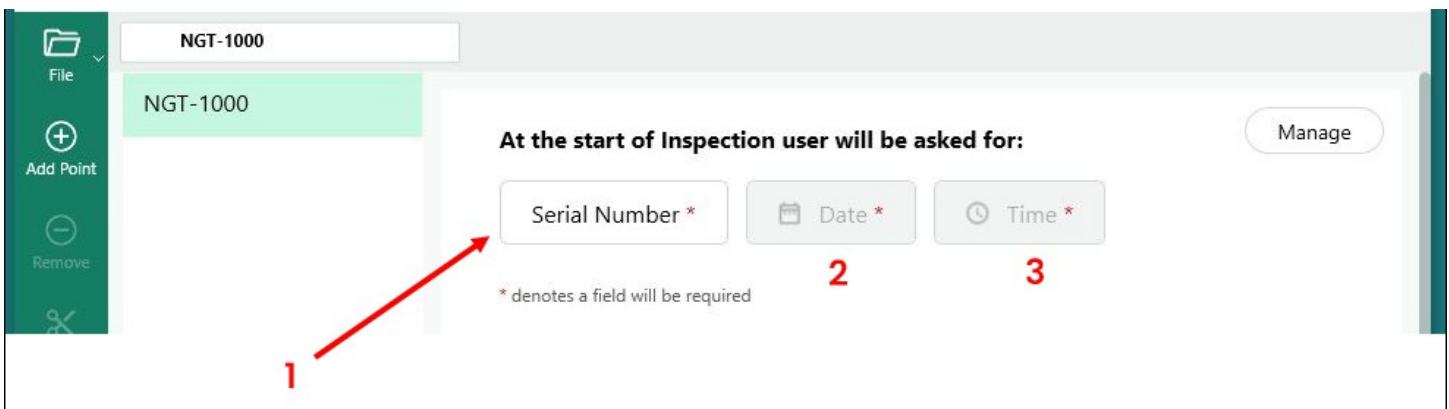 NGT-1000
File
NGT-1000
Add Point
Remove
At the start of Inspection user will be asked for:
Manage
Serial Number *
Date *
Time *
2
3
* denotes a field will be required
1